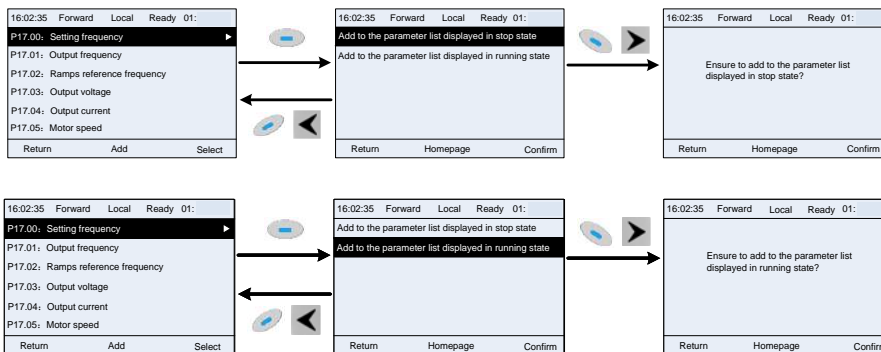 16:02:35 Forward Local Ready 01:
P17.00: Setting frequency
P17.01: Output frequency
P17.02: Ramps reference frequency
P17.03: Output voltage
P17.04: Output current
P17.05: Motor speed
Return Add Select
16:02:35 Forward Local Ready 01:
Add to the parameter list displayed in stop state
Add to the parameter list displayed in running state
Return Homepage Confirm
16:02:35 Forward Local Ready 01:
Ensure to add to the parameter list
displayed in stop state?
Return Homepage Confirm
16:02:35 Forward Local Ready 01:
P17.00: Setting frequency
P17.01: Output frequency
P17.02: Ramps reference frequency
P17.03: Output voltage
P17.04: Output current
P17.05: Motor speed
Return Add Select
16:02:35 Forward Local Ready 01:
Add to the parameter list displayed in stop state
Add to the parameter list displayed in running state
Return Homepage Confirm
16:02:35 Forward Local Ready 01:
Ensure to add to the parameter list
displayed in running state?
Return Homepage Confirm